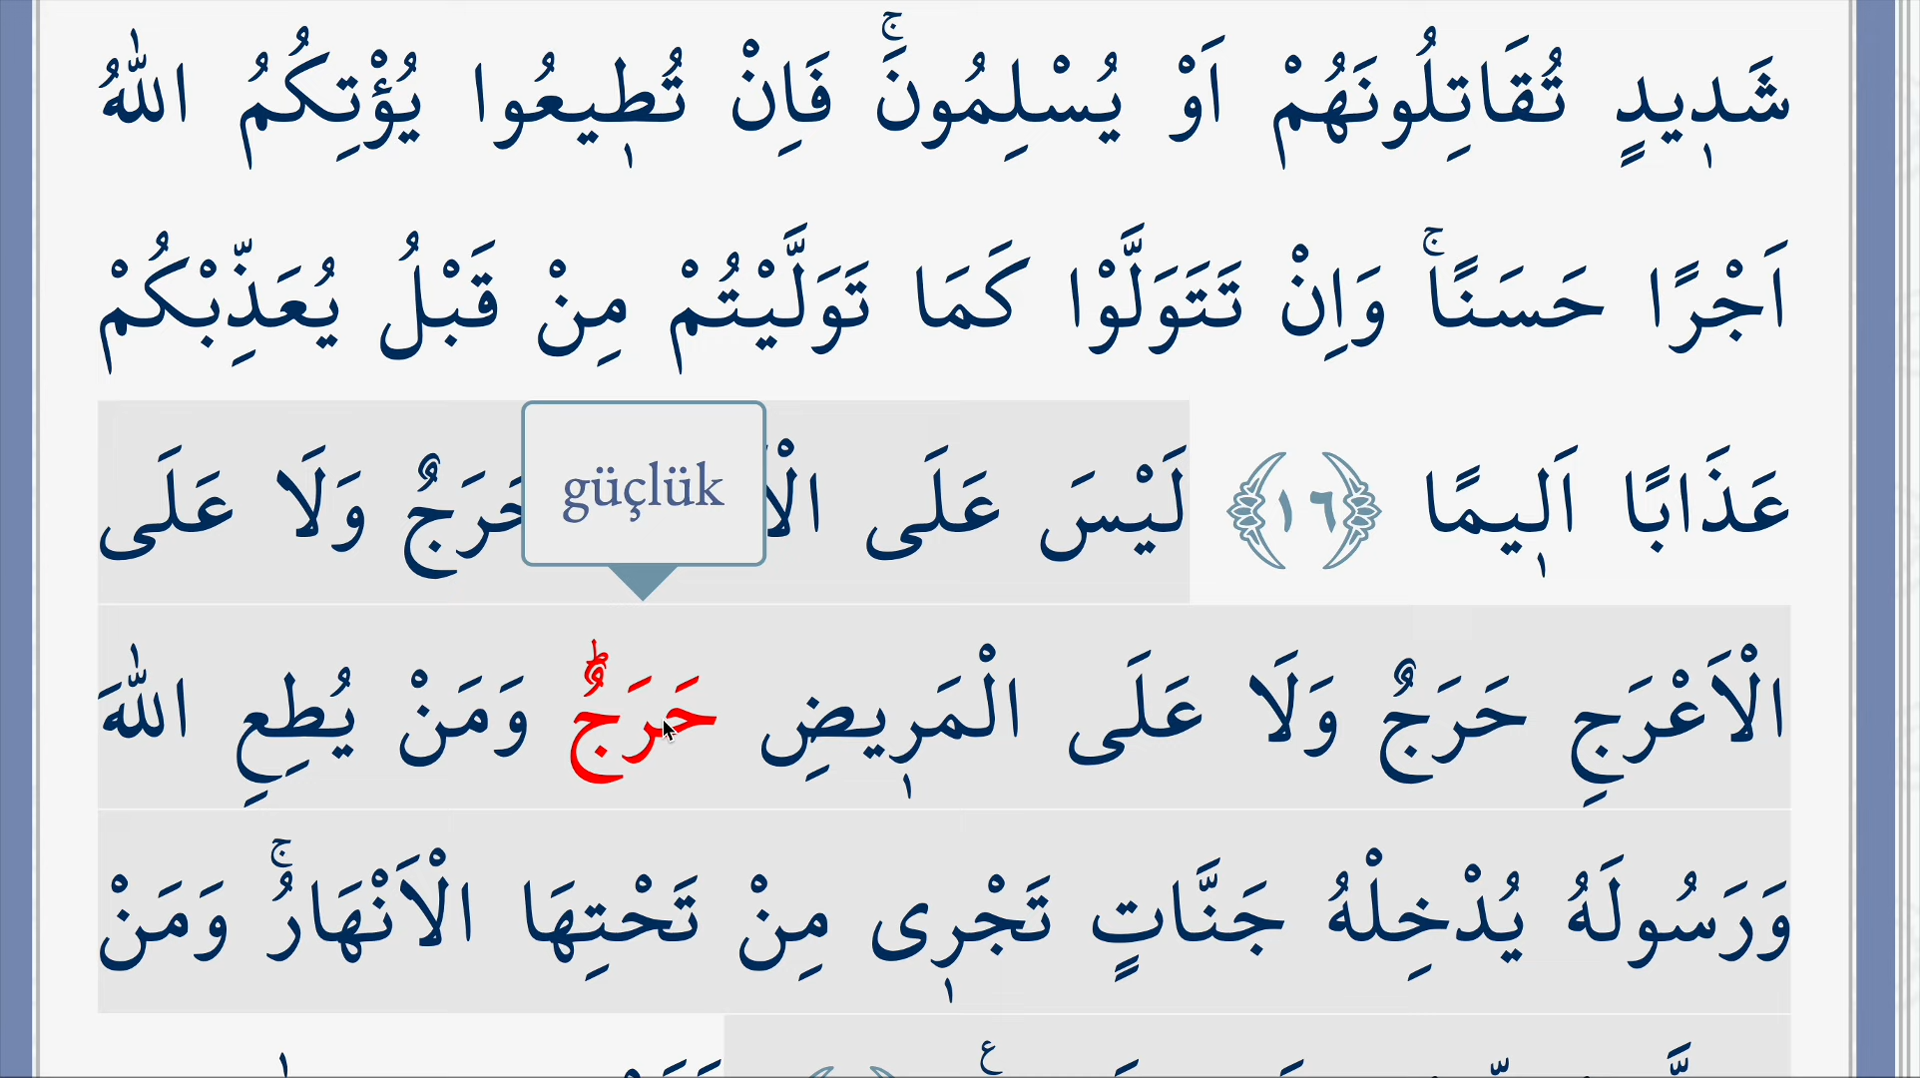 شَد۪يدٍ تُقَاتِلُونَهُمْ اَوْ يُسْلِمُونَۚ فَاِنْ تُط۪يعُوا يُؤْتِكُمُ اللّٰهُ
اَجْرًا حَسَنًاۚ وَاِنْ تَتَوَلَّوْا كَمَا تَوَلَّيْتُمْ مِنْ قَبْلُ يُعَذِّبْكُمْ
عَذَابًا اَل۪يمًا ﴿١٦﴾ لَيْسَ عَلَى حَرَجٌ وَلَا عَلَى
güçlük
الْاَعْرَجِ حَرَجٌ وَلَا عَلَى الْمَر۪يضِ حَرَجٌۜ وَمَنْ يُطِعِ اللّٰهَ
وَرَسُولَهُ يُدْخِلْهُ جَنَّاتٍ تَجْر۪ى مِنْ تَحْتِهَا الْاَنْهَارُۚ وَمَنْ